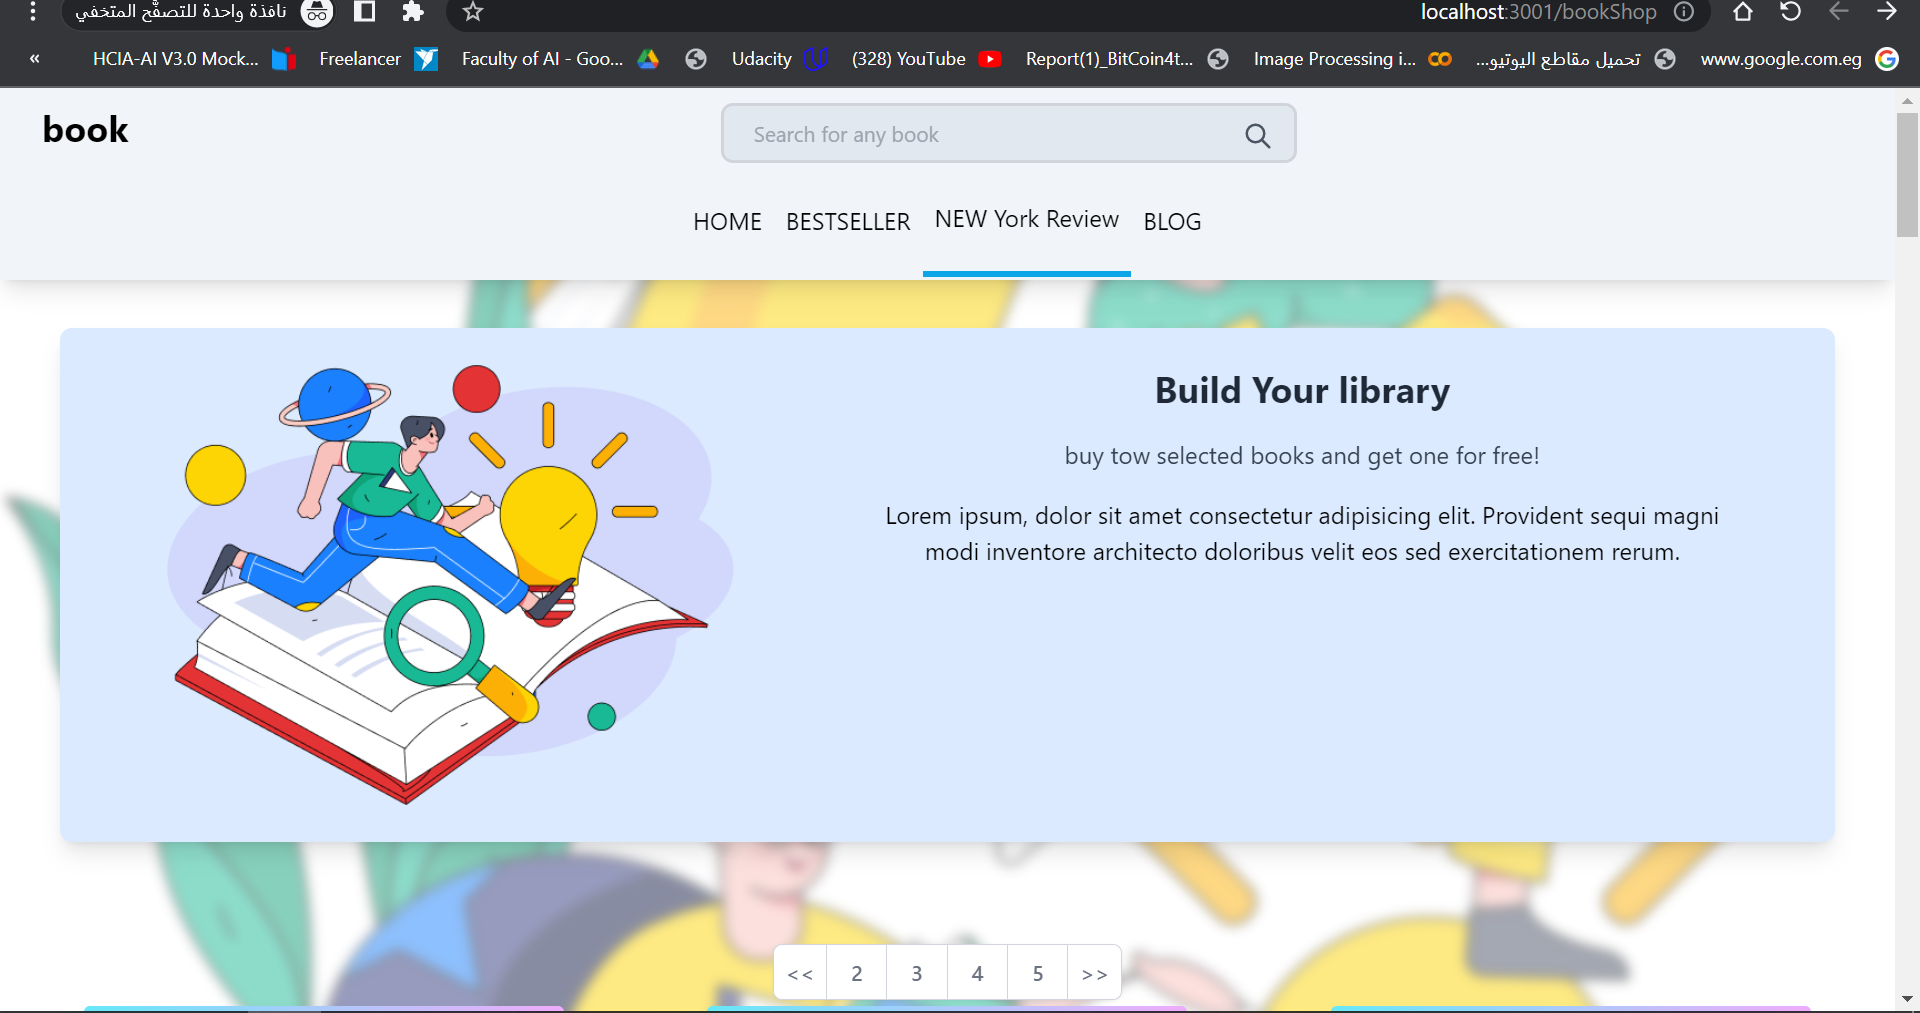 نافذة واحدة للتصفُّح المتخفي
localhost:3001/bookShop
«
HCIA-AI V3.0 Mock...
Freelancer
Faculty of AI - Goo...
Udacity
(328) YouTube
Report(1)_BitCoin4t...
Image Processing i...
تحميل مقاطع اليوتيو...
www.google.com.eg
book
Search for any book
HOME BESTSELLER NEW York Review BLOG
Build Your library
buy tow selected books and get one for free!
Lorem ipsum, dolor sit amet consectetur adipisicing elit. Provident sequi magni
modi inventore architecto doloribus velit eos sed exercitationem rerum.
<< 2 3 4 5 >>